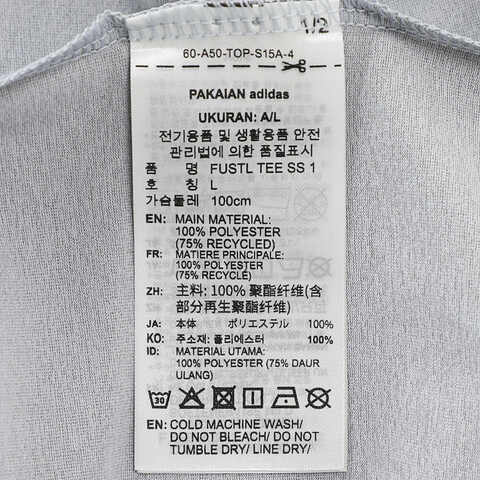 1/2
60-A50-TOP-S15A-4
PAKAIAN adidas
UKURAN: A/L
전기용품 및 생활용품 안전
관리법에 의한 품질표시
품 명 FUSTL TEE SS 1
호 칭 L
가슴둘레 100cm
EN: MAIN MATERIAL:
100% POLYESTER
(75% RECYCLED)
FR: MATIERE PRINCIPALE:
100% POLYESTER
(75% RECYCLÉ)
ZH: 主料: 100% 聚酯纤维(含
部分再生聚酯纤维)
JA: 本体 ポリエステル 100%
KO: 주소재: 폴리에스터 100%
ID: MATERIAL UTAMA:
100% POLYESTER (75% DAUR
ULANG)
30
EN: COLD MACHINE WASH/
DO NOT BLEACH/ DO NOT
TUMBLE DRY/ LINE DRY/